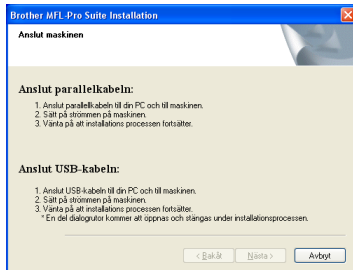 Brother MFL-Pro Suite Installation
Anslut maskinen
Anslut parallelkabeln:
1. Anslut parallellkabeln till din PC och till maskinen.
2. Sätt på strömmen på maskinen.
3. Vänta på att installations processen fortsätter.
Anslut USB-kabeln:
1. Anslut USB-kabeln till din PC och till maskinen.
2. Sätt på strömmen på maskinen.
3. Vänta på att installations processen fortsätter.
* En del dialogrutor kommer att öppnas och stängas under installationsprocessen.
< Bakåt Nästa > Avbryt